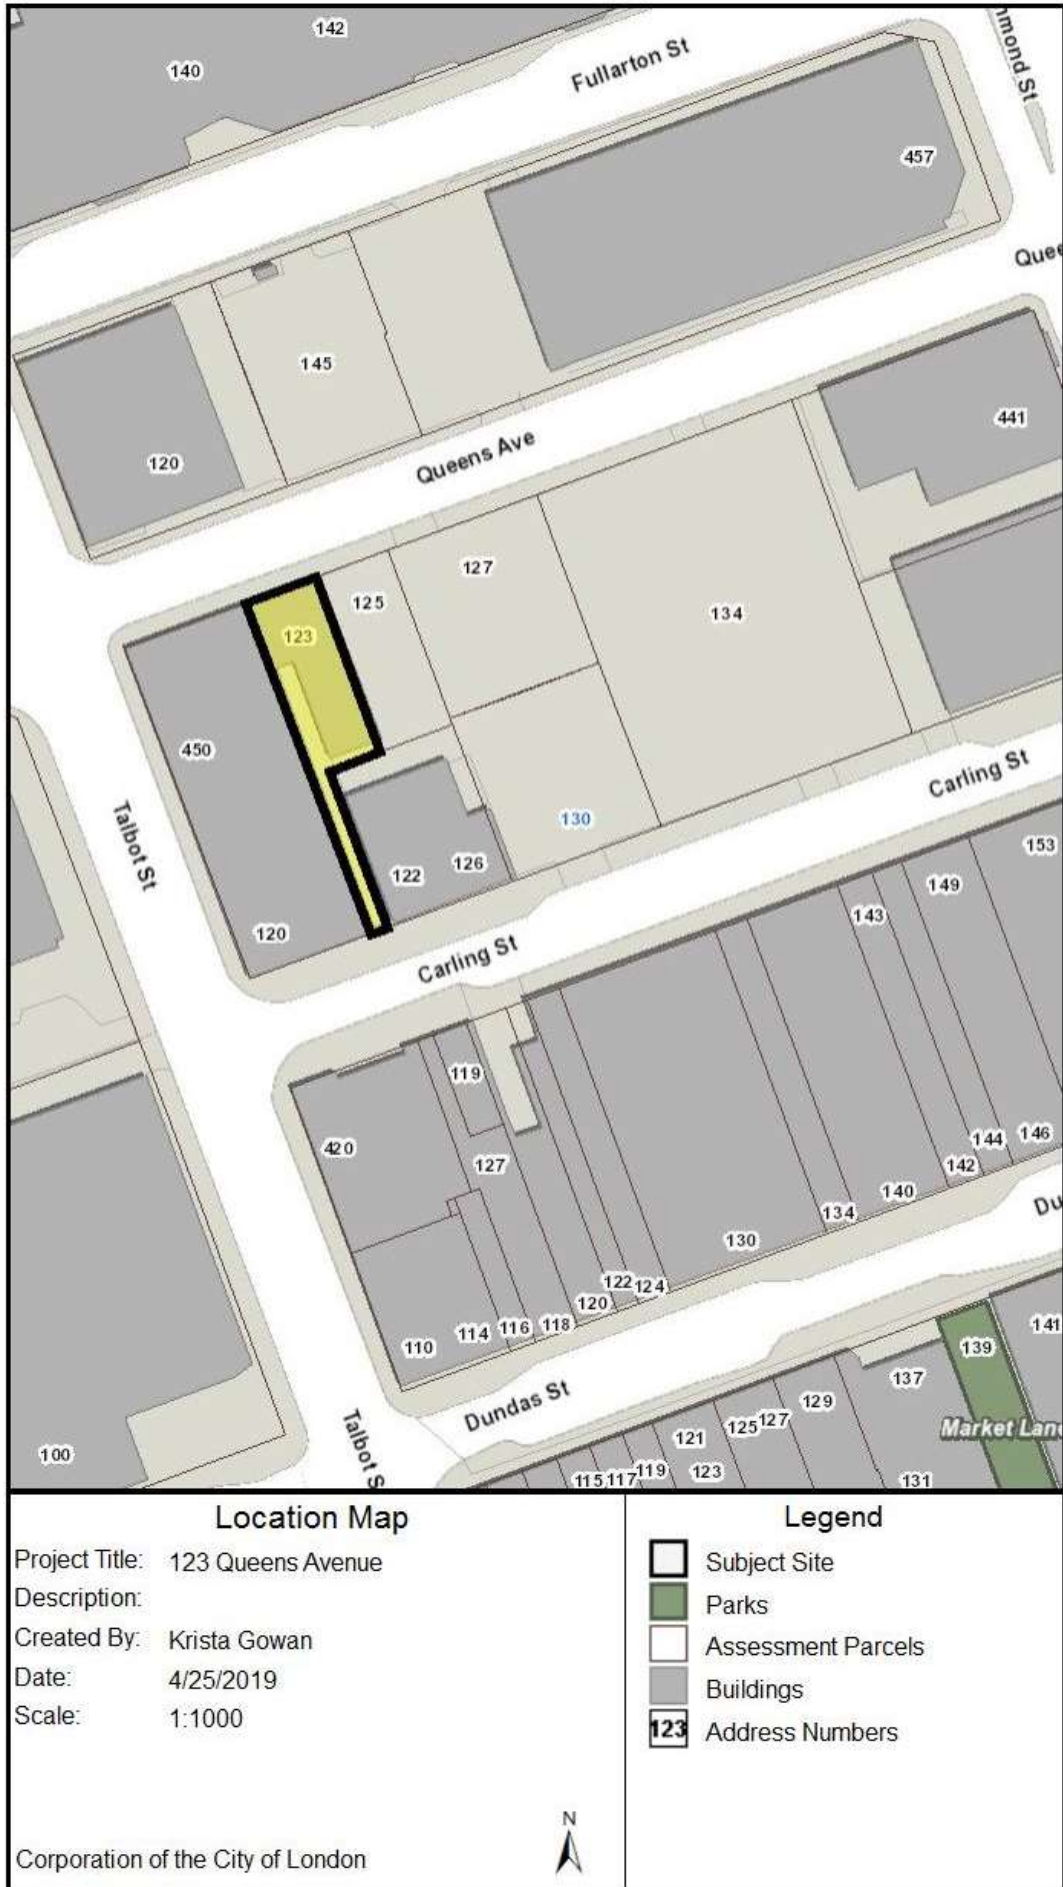 142
140
Fullarton St
mond St
457
Quee
145
441
120
Queens Ave
127
125
134
123
450
Carling St
130
Talbot St
153
126
122
149
143
120
Carling St
119
420
144
146
127
142
140
134
Du
130
122
124
120
118
116
114
110
141
139
137
Dundas St
129
127
125
Market Lane
121
Talbot S
100
119
123
115
117
131
Location Map
Project Title: 123 Queens Avenue
Description:
Created By: Krista Gowan
Date: 4/25/2019
Scale: 1:1000
N
Corporation of the City of London
Legend
Subject Site
Parks
Assessment Parcels
Buildings
123 Address Numbers